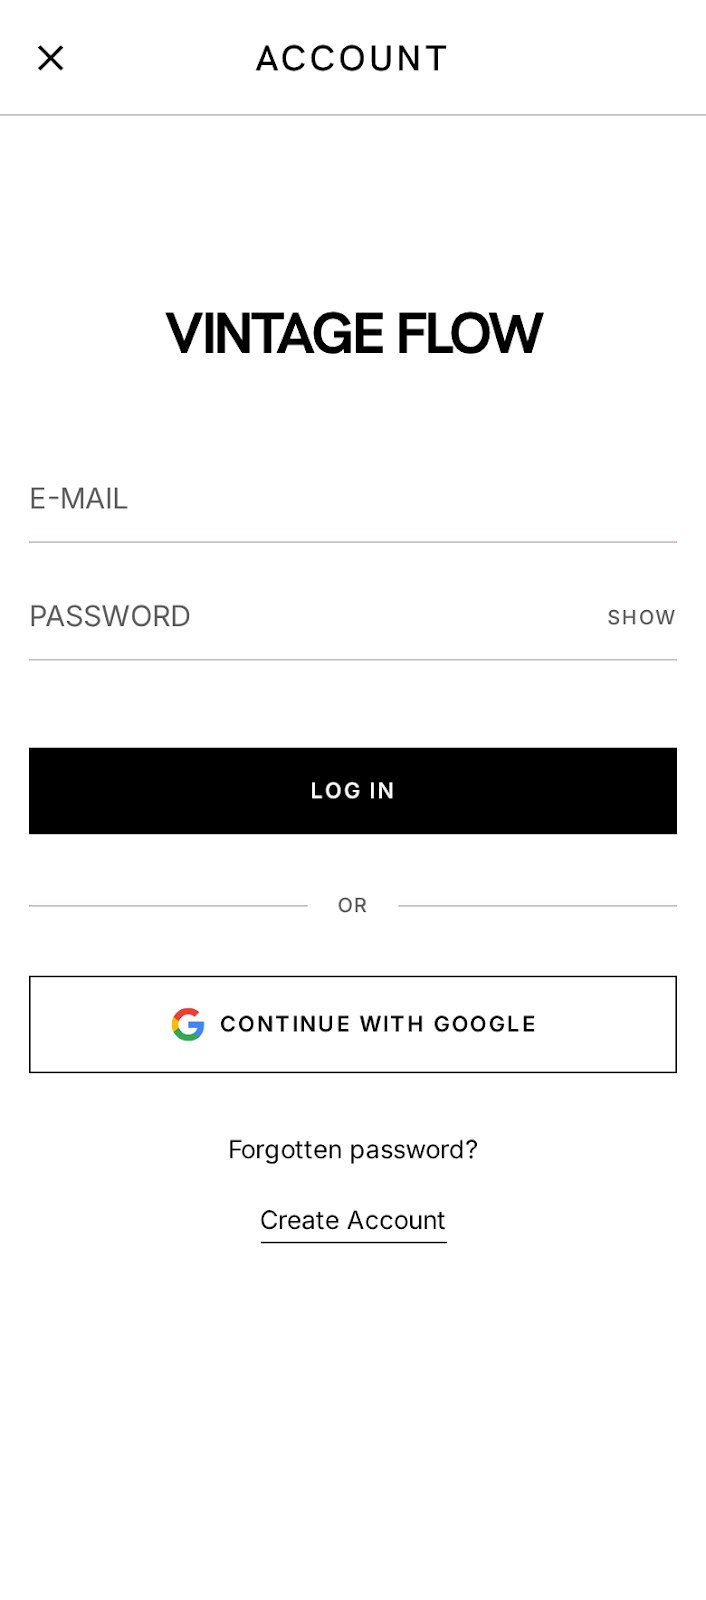 ACCOUNT
VINTAGE FLOW
E-MAIL
PASSWORD SHOW
LOG IN
OR
CONTINUE WITH GOOGLE
Forgotten password?
Create Account